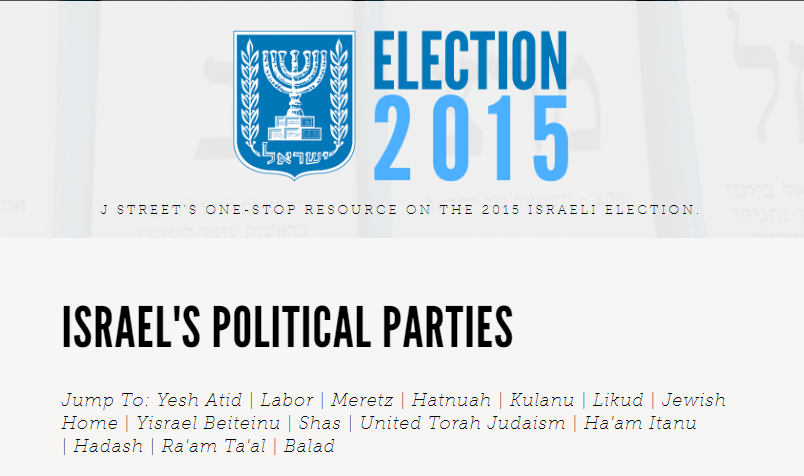 ישראל
ELECTION
2015
J STREET'S ONE-STOP RESOURCE ON THE 2015 ISRAELI ELECTION.
ISRAEL'S POLITICAL PARTIES
Jump To: Yesh Atid | Labor | Meretz | Hatnuah | Kulanu | Likud | Jewish
Home | Yisrael Beiteinu | Shas | United Torah Judaism | Ha'am Itanu
| Hadash | Ra'am Ta'al | Balad